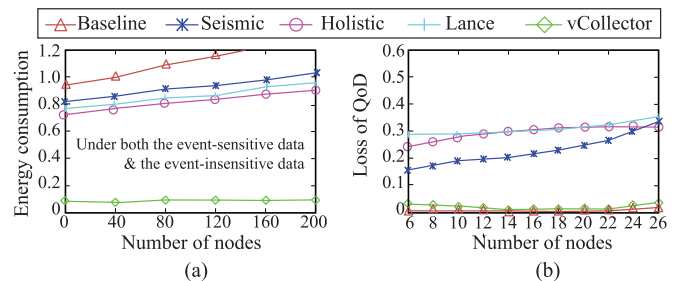 Baseline Seismic Holistic Lance vCollector
Energy consumption
1.2
1.0
0.8
0.6
0.4
0.2
0
Under both the event-sensitive data
& the event-insensitive data
0 40 80 120 160 200
Number of nodes
(a)
Loss of QoD
0.6
0.5
0.4
0.3
0.2
0.1
0
6 8 10 12 14 16 18 20 22 24 26
Number of nodes
(b)